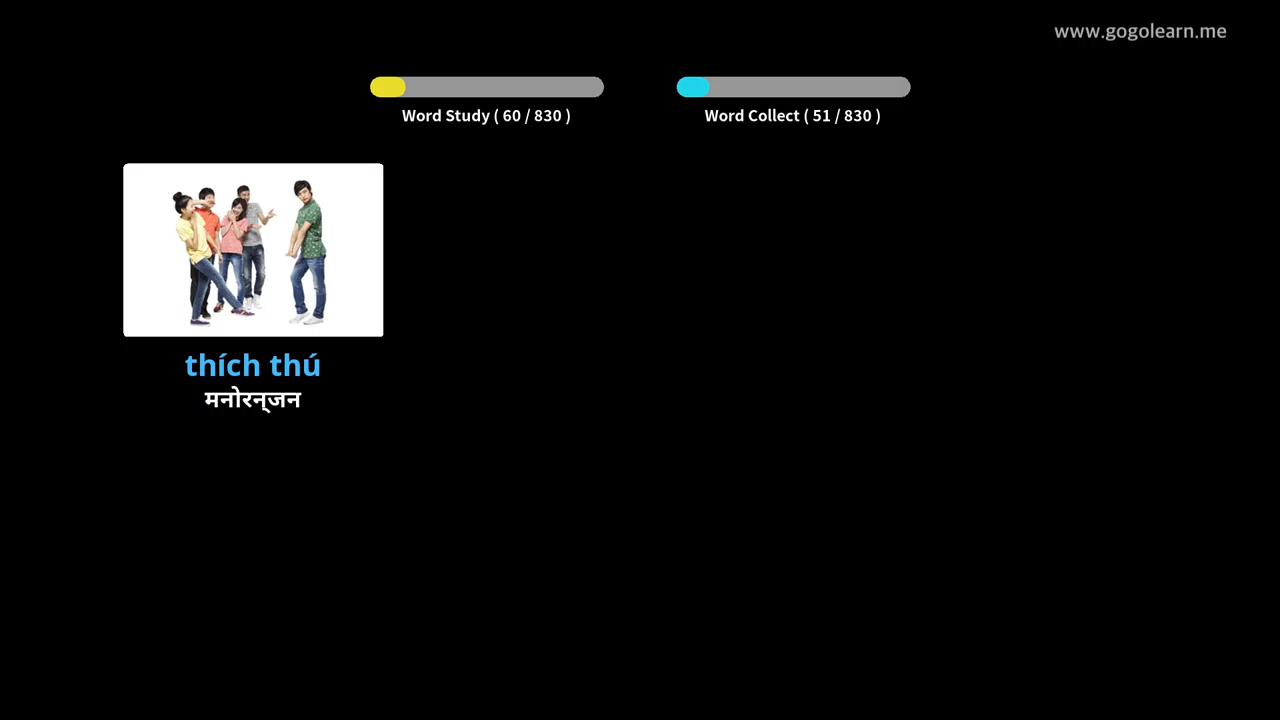 www.gogolearn.me
Word Study ( 60 / 830 )
Word Collect ( 51 / 830 )
thích thú
मनोरन्‌जन